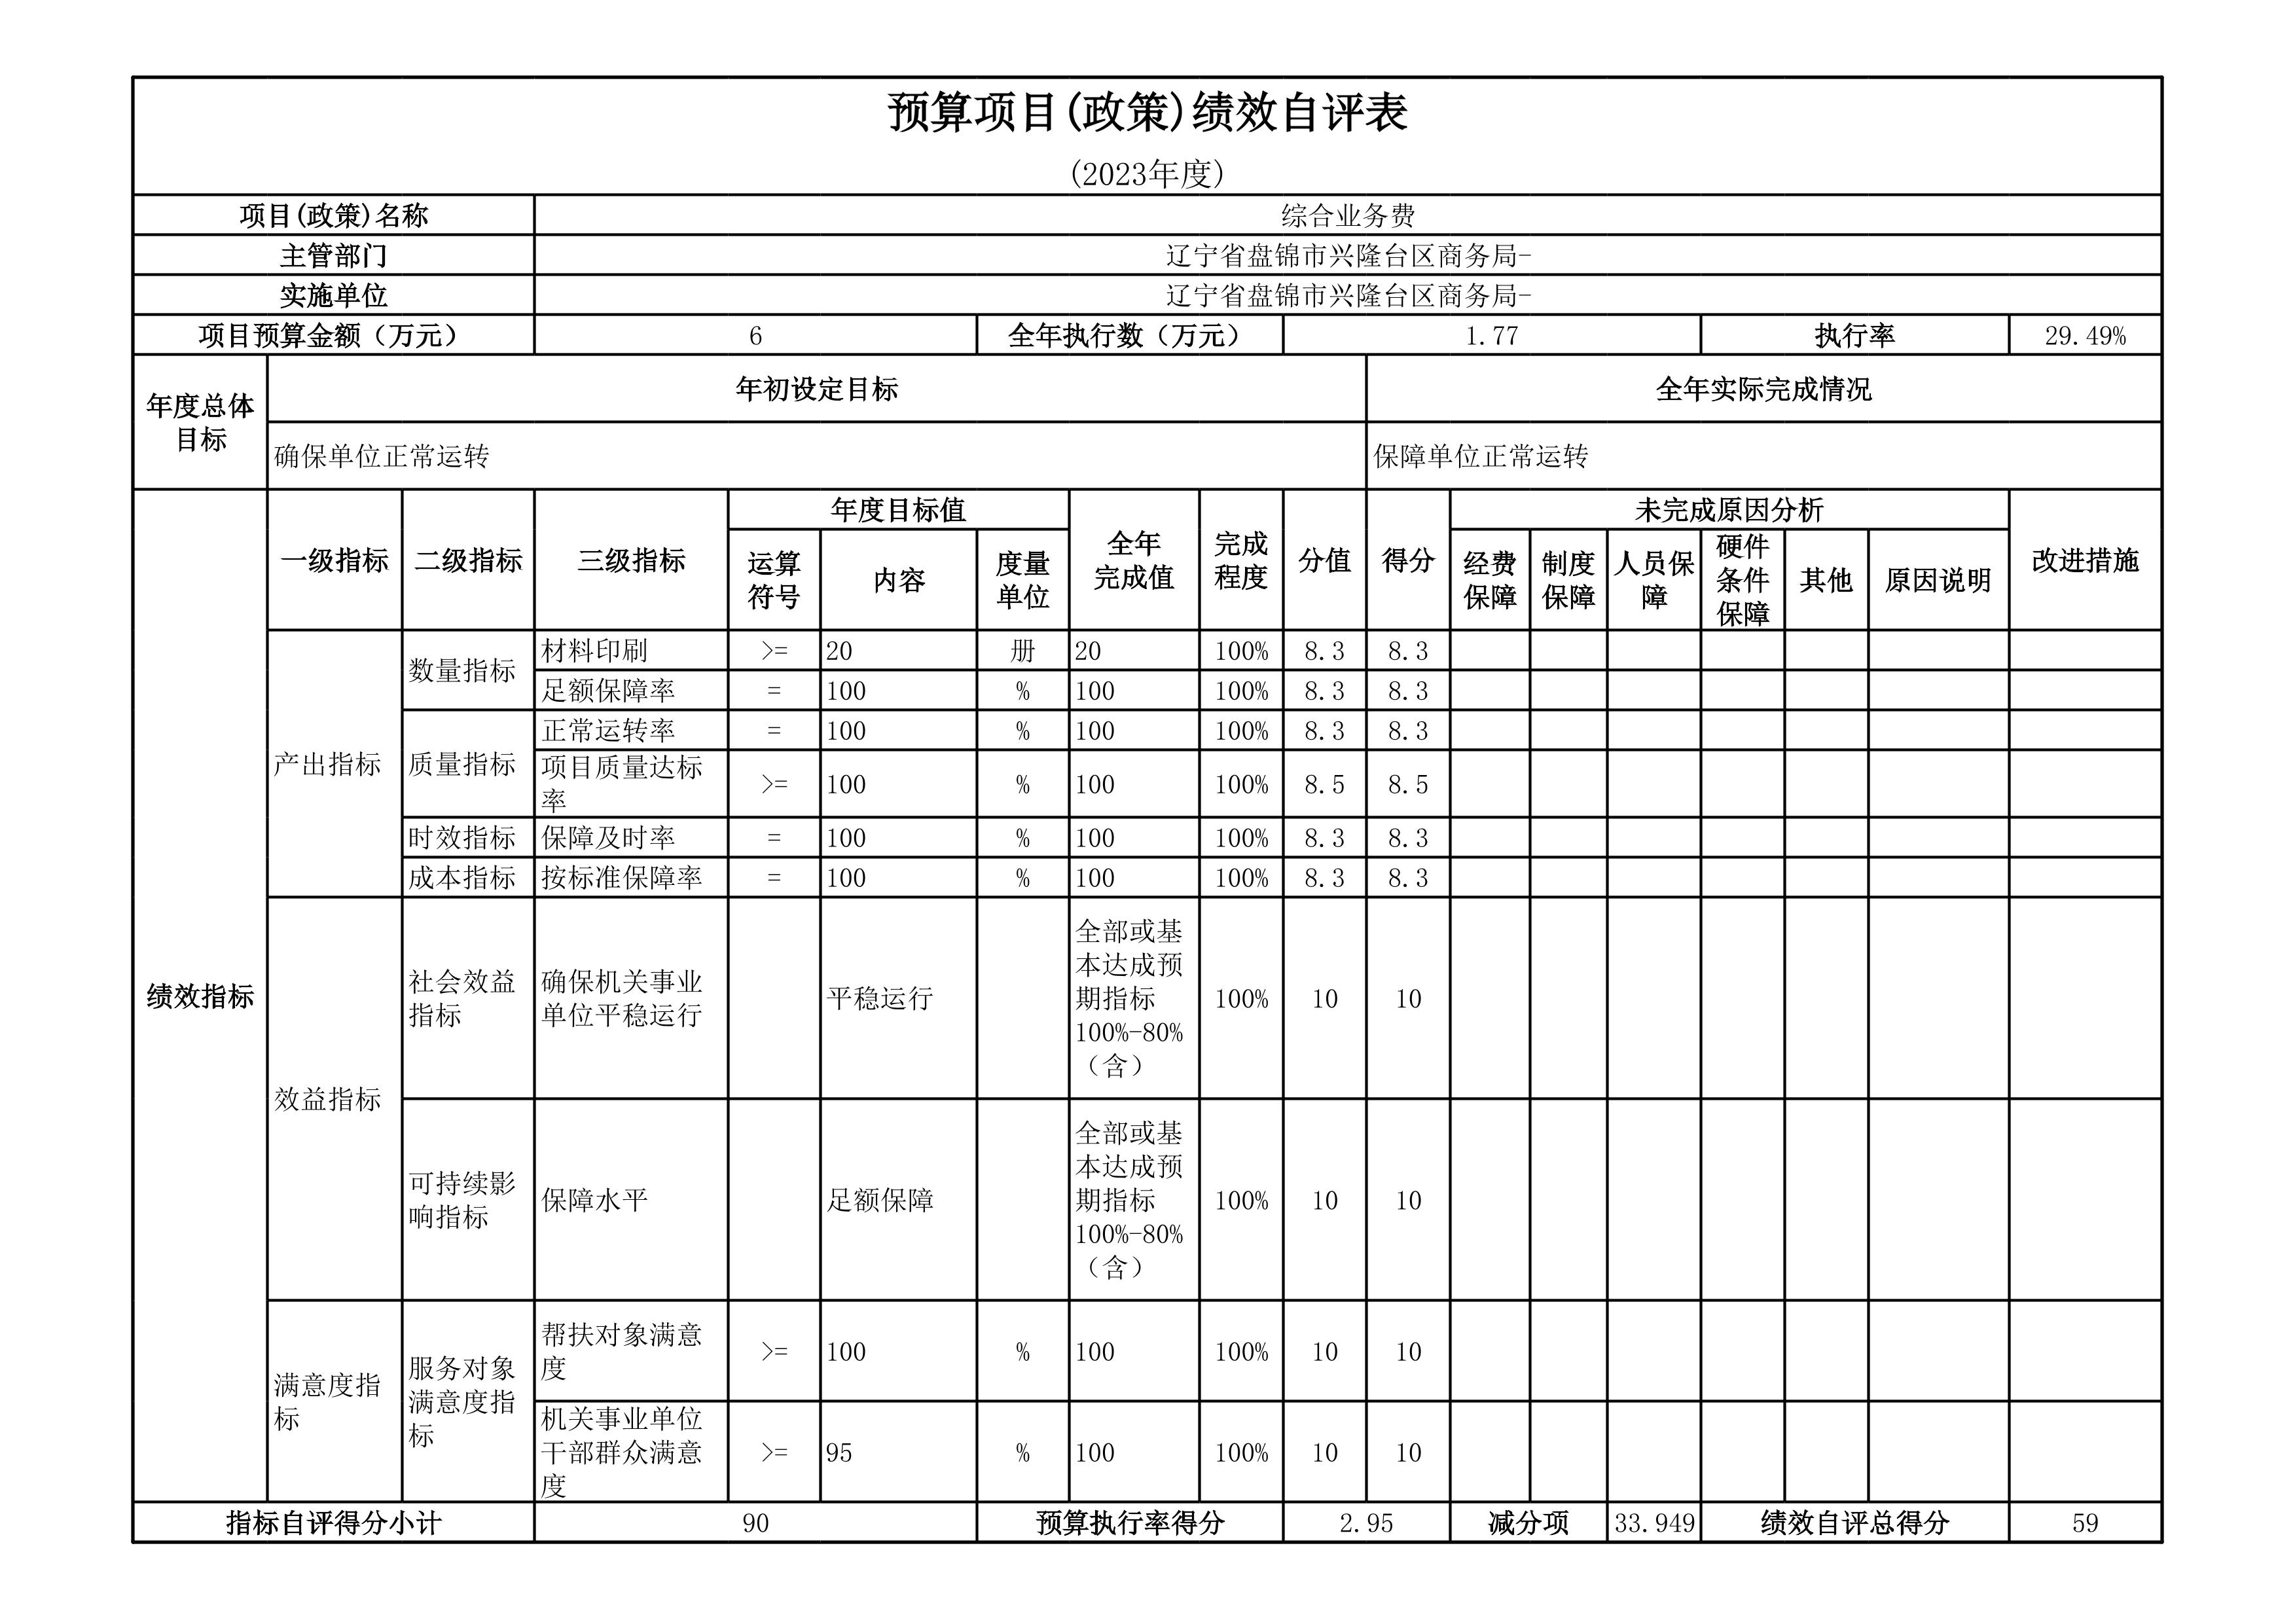 预算项目(政策)绩效自评表
(2023年度)
项目(政策)名称 综合业务费
主管部门 辽宁省盘锦市兴隆台区商务局-
实施单位 辽宁省盘锦市兴隆台区商务局-
项目预算金额（万元） 6 全年执行数（万元） 1.77 执行率 29.49%
年度总体
目标
年初设定目标 全年实际完成情况
确保单位正常运转 保障单位正常运转
绩效指标
一级指标 二级指标 三级指标 年度目标值 全年
完成值 完成
程度 分值 得分 未完成原因分析 改进措施
运算
符号 内容 度量
单位 经费
保障 制度
保障 人员保
障 硬件
条件
保障 其他 原因说明
产出指标
数量指标
材料印刷 >= 20 册 20 100% 8.3 8.3
足额保障率 = 100 % 100 100% 8.3 8.3
质量指标
正常运转率 = 100 % 100 100% 8.3 8.3
项目质量达标
率 >= 100 % 100 100% 8.5 8.5
时效指标 保障及时率 = 100 % 100 100% 8.3 8.3
成本指标 按标准保障率 = 100 % 100 100% 8.3 8.3
效益指标
社会效益
指标
确保机关事业
单位平稳运行
平稳运行
全部或基
本达成预
期指标
100%-80%
（含）
100% 10 10
可持续影
响指标
保障水平
足额保障
全部或基
本达成预
期指标
100%-80%
（含）
100% 10 10
满意度指
标
服务对象
满意度指
标
帮扶对象满意
度 >= 100 % 100 100% 10 10
机关事业单位
干部群众满意
度 >= 95 % 100 100% 10 10
指标自评得分小计 90 预算执行率得分 2.95 减分项 33.949 绩效自评总得分 59